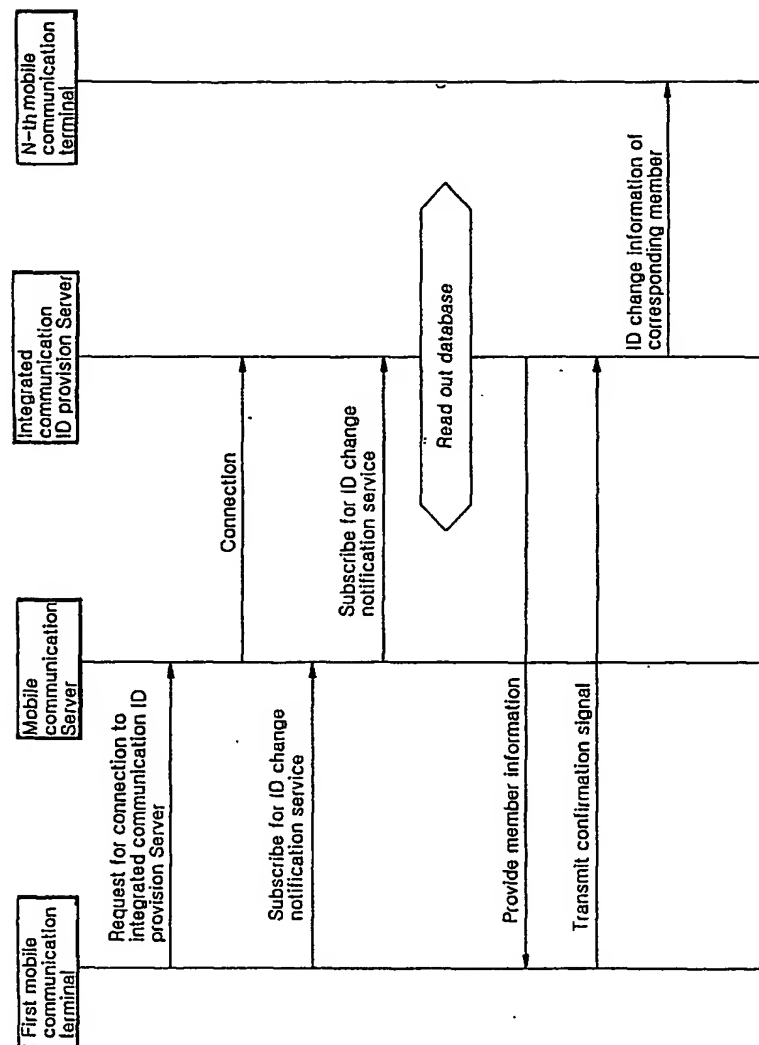 First mobile
communication
terminal
Mobile
communication
Server
Integrated
communication
ID provision Server
N-th mobile
communication
terminal
Request for connection to
integrated communication ID
provision Server
Connection
Subscribe for ID change
notification service
Subscribe for ID change
notification service
Read out database
Provide member information
Transmit confirmation signal
ID change information of
corresponding member